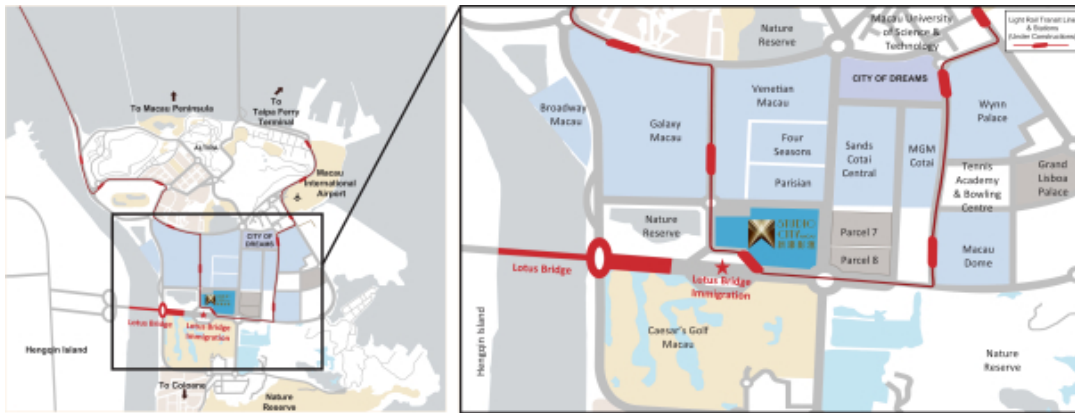 To Macau Peninsula
To
Taipa Ferry
Terminal
ALTIRA
Macau
International
Airport
CITY OF
DREAMS
Lotus Bridge
Lotus Bridge
Immigration
Hengqin Island
To Coloane
Nature
Reserve
Nature
Reserve
Macau University
of Science &
Technology
Light Rail Transit Line
& Stations
(Under Constructions)
CITY OF DREAMS
Broadway
Macau
Galaxy
Macau
Venetian
Macau
Four
Seasons
Parisian
Sands
Cotai
Central
MGM
Cotai
Wynn
Palace
Tennis
Academy
& Bowling
Centre
Grand
Lisboa
Palace
Nature
Reserve
STUDIO
CITY
Parcel 7
Parcel 8
Macau
Dome
Lotus Bridge
Lotus Bridge
Immigration
Caesar's Golf
Macau
Hengqin Island
Nature
Reserve